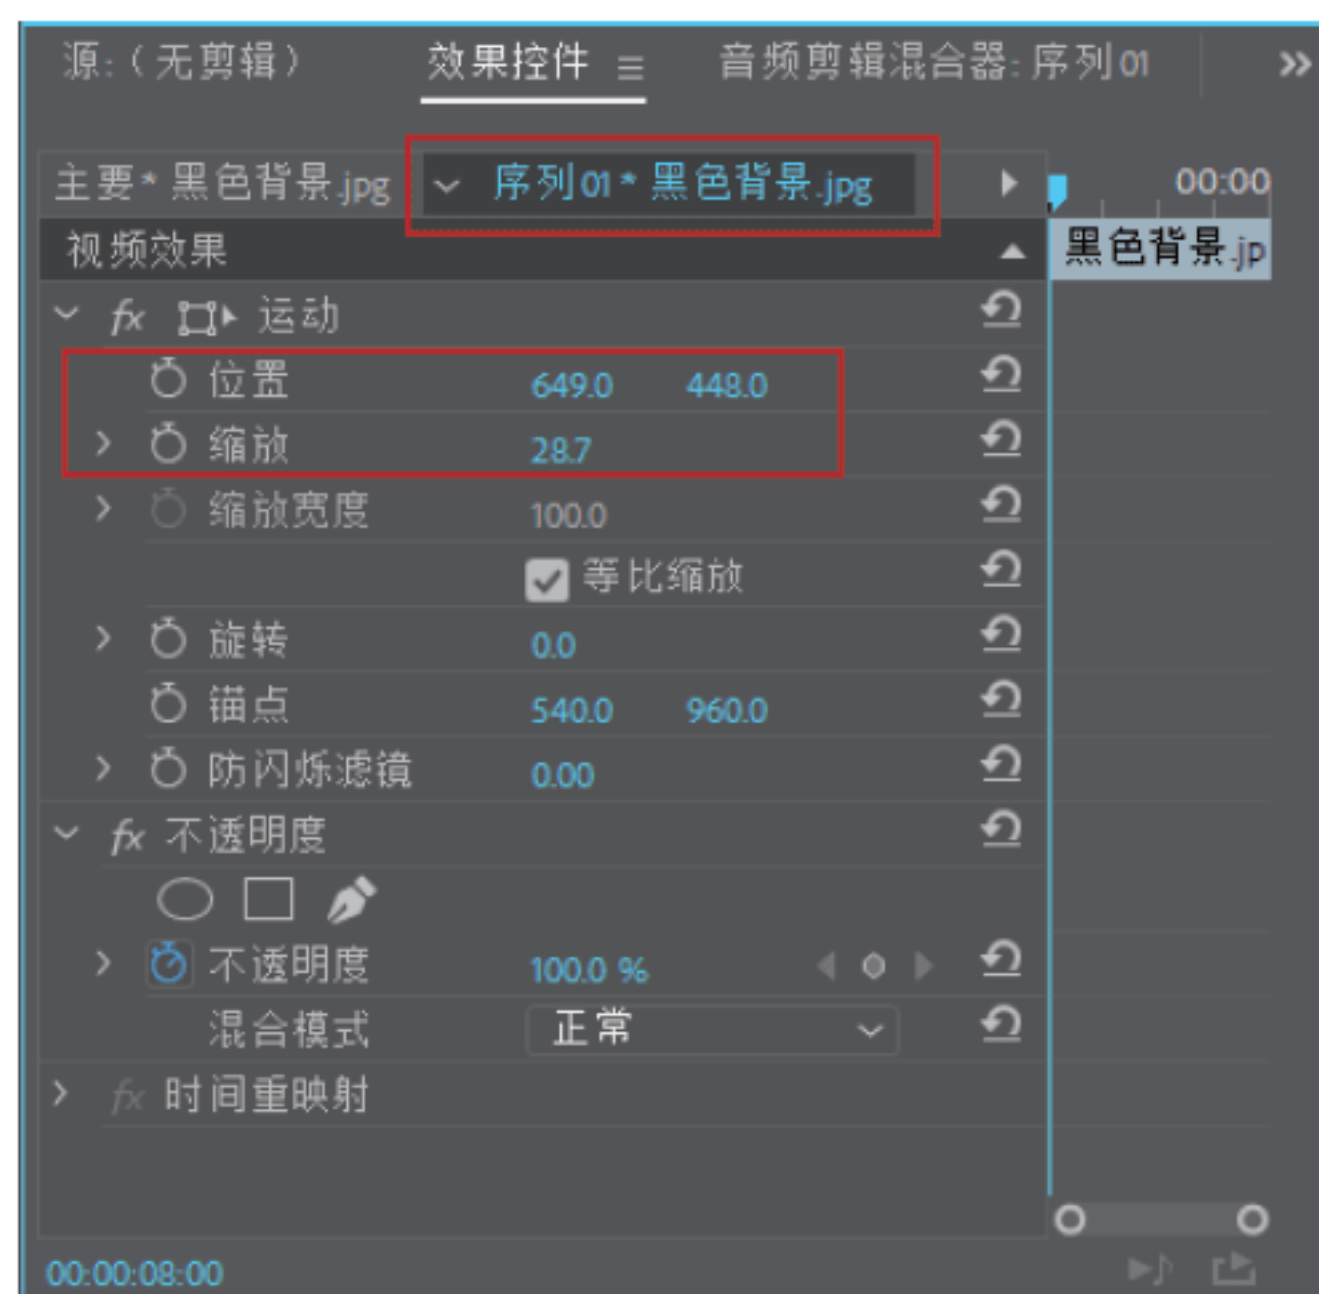 源:（无剪辑） 效果控件 音频剪辑混合器: 序列 01
主要* 黑色背景.jpg 序列 01 * 黑色背景.jpg 00:00
视频效果 黑色背景.jp
fx 运动
位置 649.0 448.0
缩放 28.7
缩放宽度 100.0
等比缩放
旋转 0.0
锚点 540.0 960.0
防闪烁滤镜 0.00
fx 不透明度
不透明度 100.0 %
混合模式 正常
fx 时间重映射
00:00:08:00